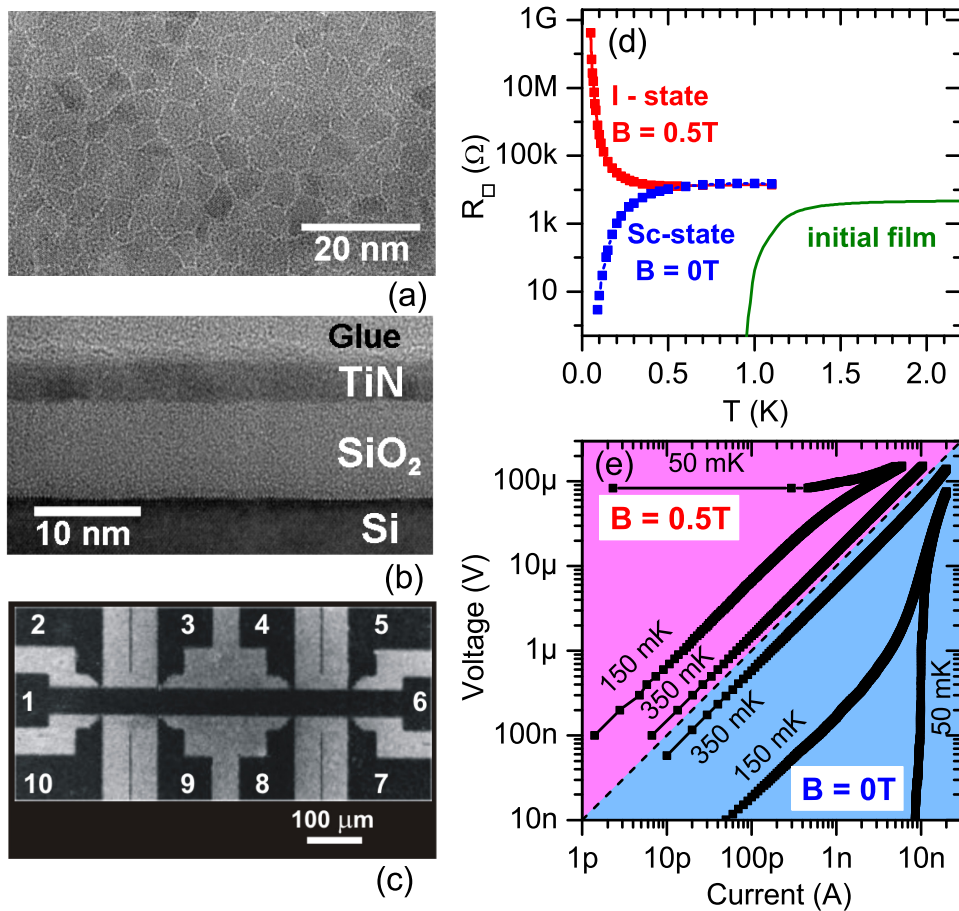 20 nm
(a)
Glue
TiN
SiO₂
10 nm
Si
(b)
2 3 4 5
1 6
10 9 8 7
100 μm
(c)
(d)
1G
10M
100k
1k
10
R□ (Ω)
I - state
B = 0.5T
Sc-state
B = 0T
initial film
0.0 0.5 1.0 1.5 2.0
T (K)
(e)
50 mK
B = 0.5T
150 mK
350 mK
350 mK
150 mK
50 mK
B = 0T
100μ
10μ
1μ
100n
10n
Voltage (V)
1p 10p 100p 1n 10n
Current (A)